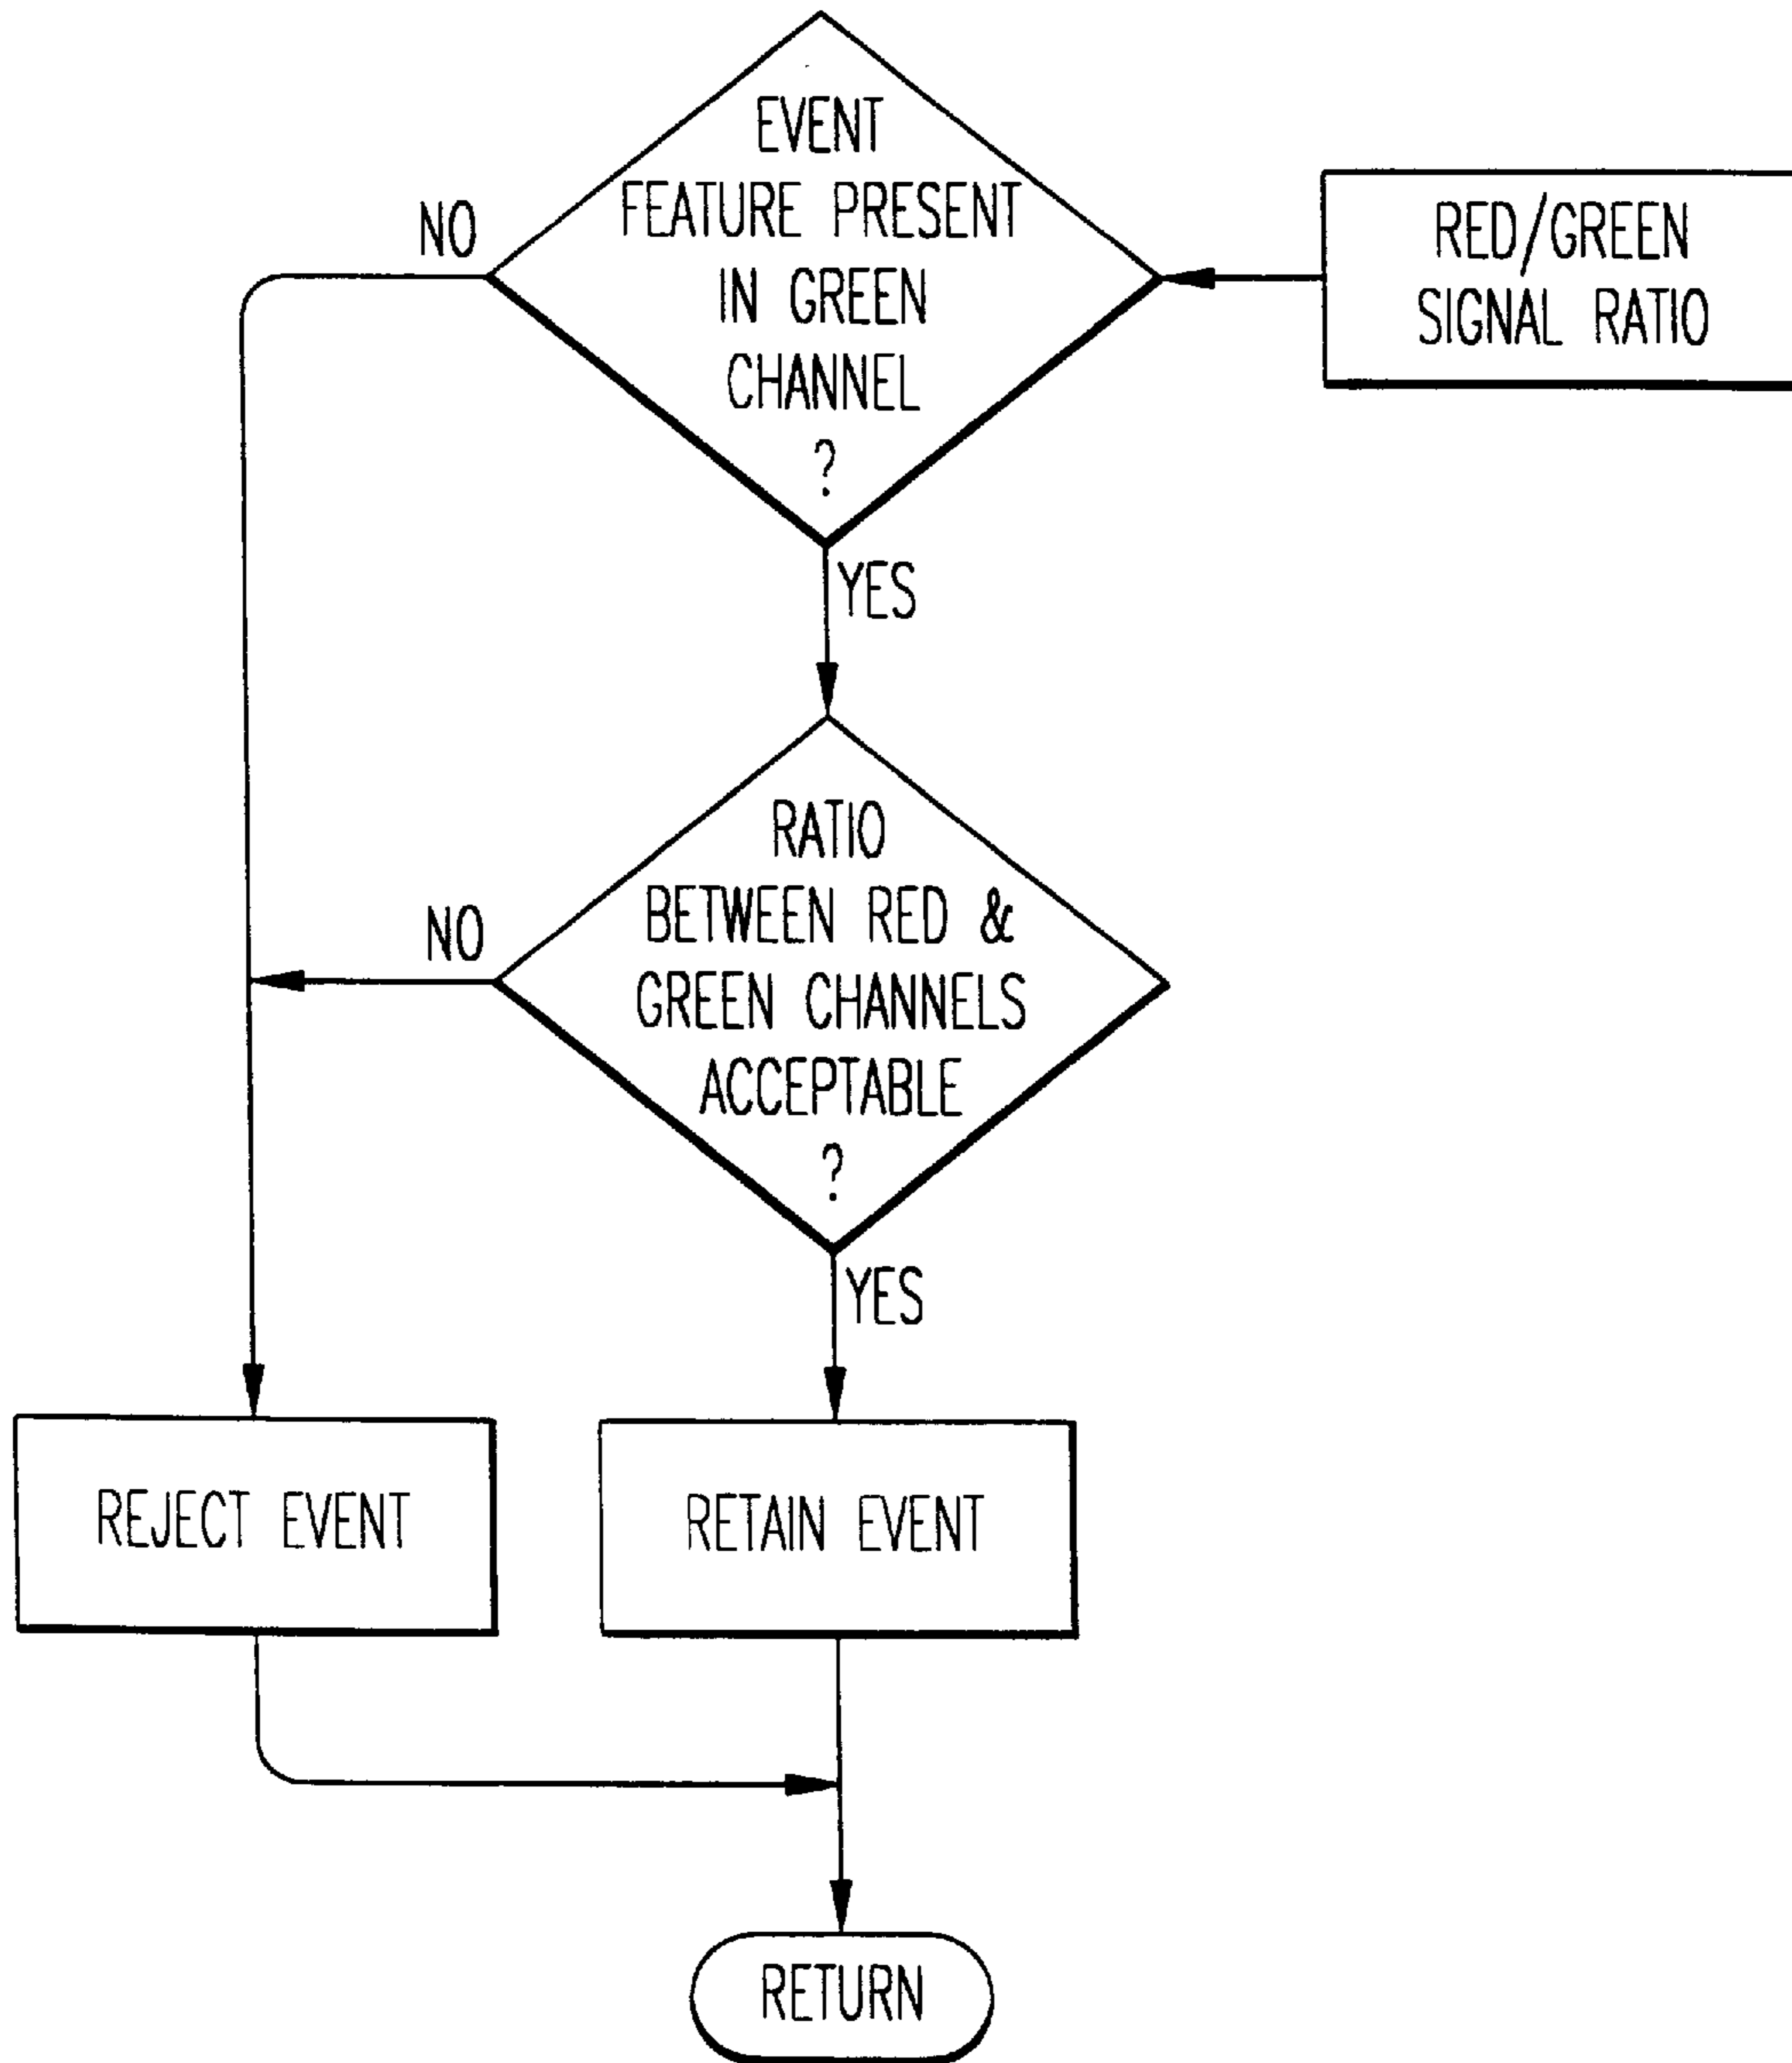 EVENT
FEATURE PRESENT
IN GREEN
CHANNEL
?
NO
RED/GREEN
SIGNAL RATIO
YES
RATIO
BETWEEN RED &
GREEN CHANNELS
ACCEPTABLE
?
NO
YES
REJECT EVENT
RETAIN EVENT
RETURN